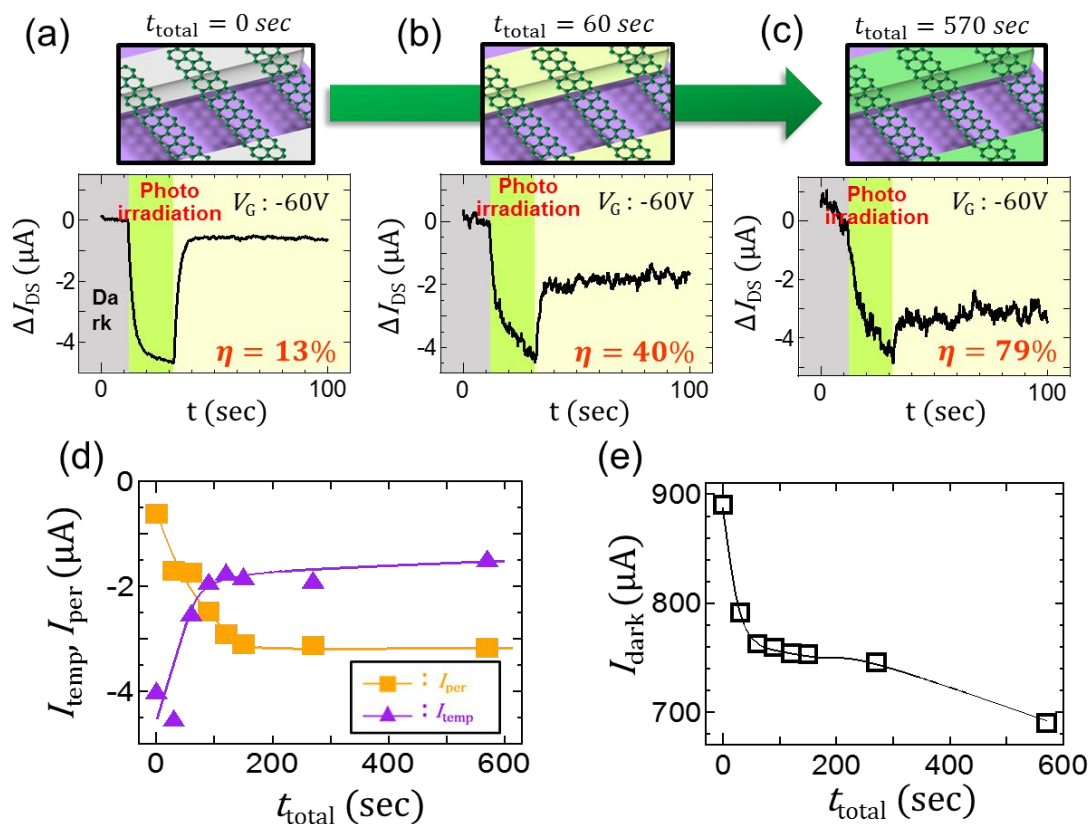 (a)
t_total = 0 sec
(b)
t_total = 60 sec
(c)
t_total = 570 sec
Photo
irradiation
V_G : -60V
Da
rk
η = 13%
0
-2
-4
ΔI_DS (μA)
0
100
t (sec)
Photo
irradiation
V_G : -60V
η = 40%
0
-2
-4
ΔI_DS (μA)
0
100
t (sec)
Photo
irradiation
V_G : -60V
η = 79%
0
-2
-4
ΔI_DS (μA)
0
100
t (sec)
(d)
0
-2
-4
I_temp, I_per (μA)
: I_per
: I_temp
0
200
400
600
t_total (sec)
(e)
900
800
700
I_dark (μA)
0
200
400
600
t_total (sec)